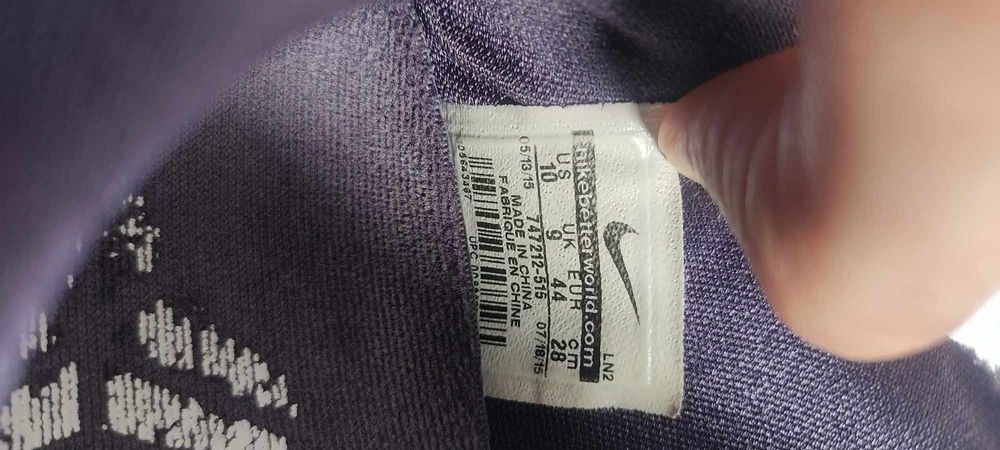 LN2
nikebetterworld.com
US UK EUR cm
10 9 44 28
05/13/15 747212-515 07/18/15
MADE IN CHINA
FABRIQUE EN CHINE